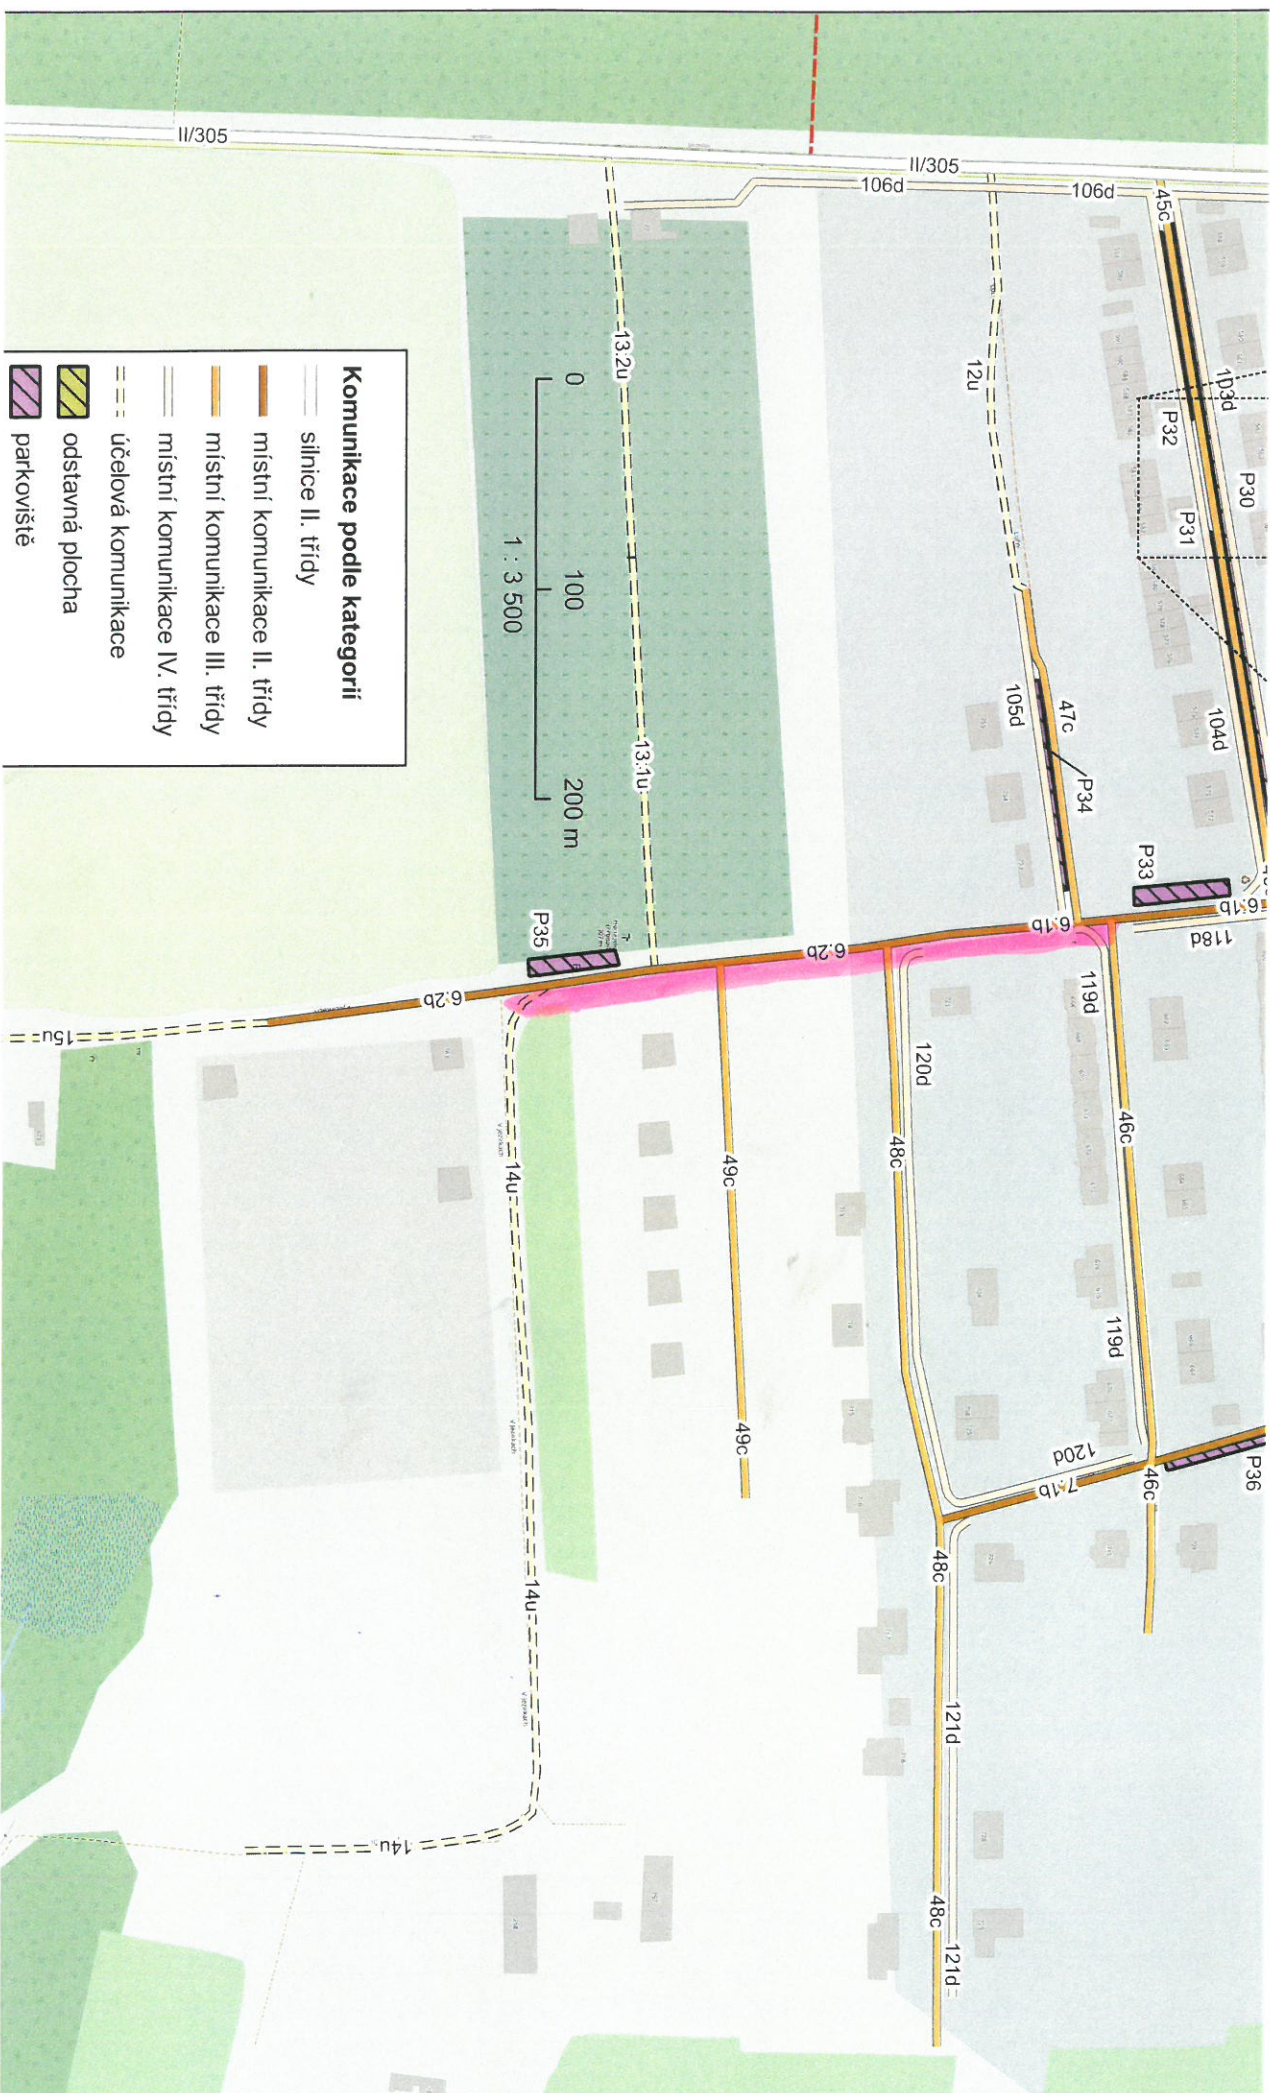 II/305
II/305
106d
106d
45c
103d
P32
P30
P31
104d
12u
13.2u
13.1u
105d
47c
P34
P33
6.1b
6.1b
118d
119d
46c
119d
46c
P36
7.1b
120d
120d
6.2b
6.2b
P35
48c
48c
48c
121d
121d
49c
49c
14u
14u
14u
15u
V Jezírkách
V Jezírkách
V Jezírkách
0
100
200 m
1 : 3 500
Komunikace podle kategorií
silnice II. třídy
místní komunikace II. třídy
místní komunikace III. třídy
místní komunikace IV. třídy
účelová komunikace
odstavná plocha
parkoviště